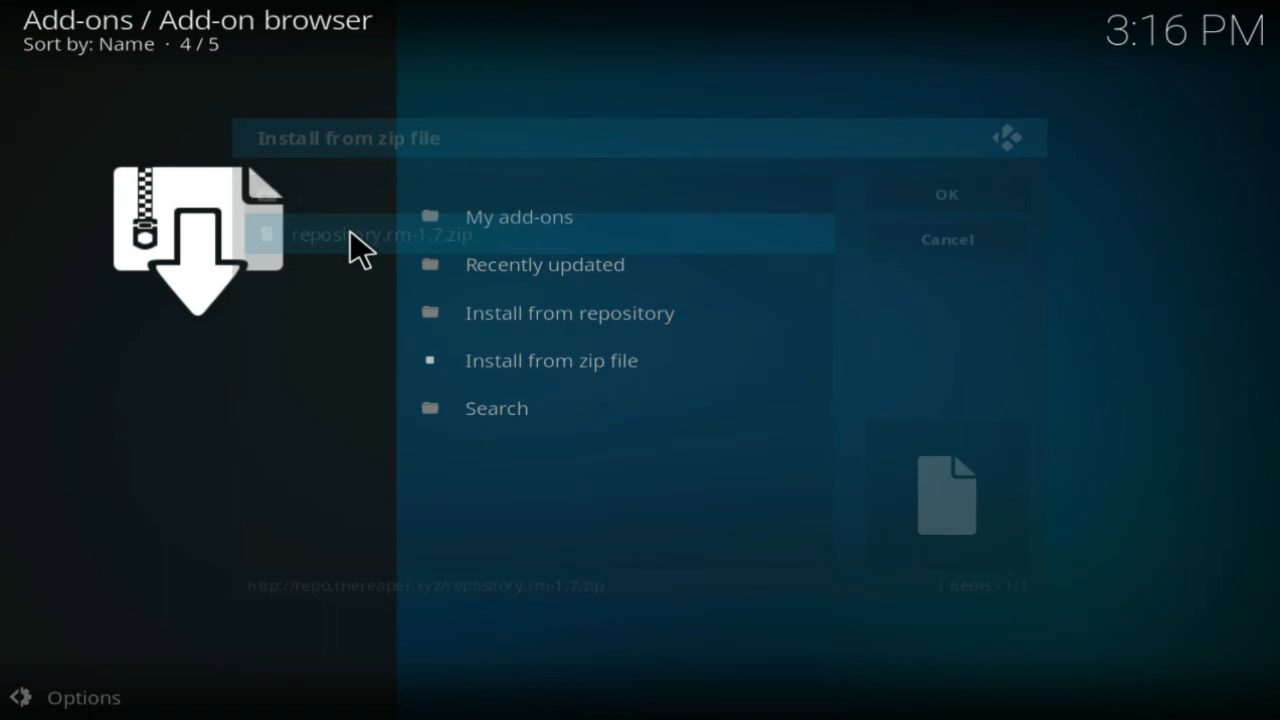 Add-ons / Add-on browser
Sort by: Name · 4 / 5
3:16 PM
Install from zip file
..
repository.rm-1.7.zip
OK
Cancel
My add-ons
Recently updated
Install from repository
Install from zip file
Search
http://repo.thereaper.xyz/repository.rm-1.7.zip
1 items - 1/1
Options